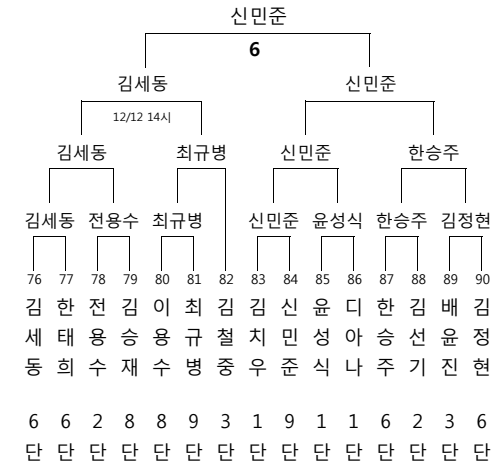 신민준
6
김세동 신민준
12/12 14시
김세동 최규병 신민준 한승주
김세동 전용수 최규병 신민준 윤성식 한승주 김정현
76 77 78 79 80 81 82 83 84 85 86 87 88 89 90
김 한 전 김 이 최 김 김 신 윤 디 한 김 배 김
세 태 용 승 용 규 철 치 민 성 아 승 선 윤 정
동 희 수 재 수 병 중 우 준 식 나 주 기 진 현
6 6 2 8 8 9 3 1 9 1 1 6 2 3 6
단 단 단 단 단 단 단 단 단 단 단 단 단 단 단